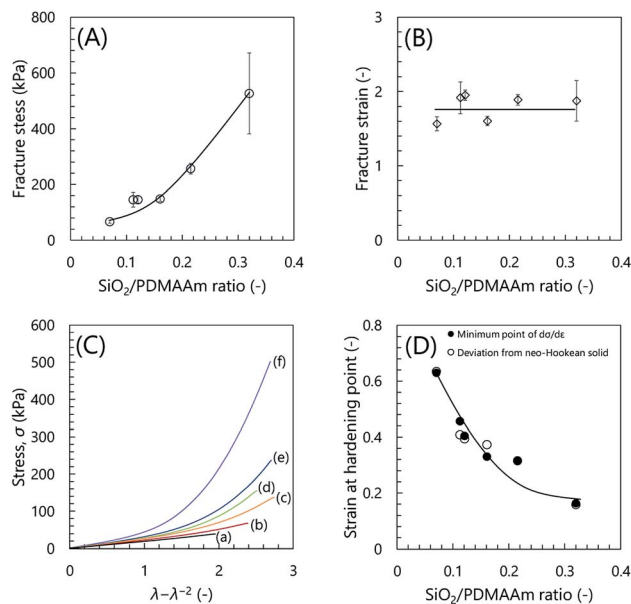 (A)
Fracture stess (kPa)
800
600
400
200
0
0 0.1 0.2 0.3 0.4
SiO₂/PDMAAm ratio (-)
(B)
Fracture strain (-)
3
2
1
0
0 0.1 0.2 0.3 0.4
SiO₂/PDMAAm ratio (-)
(C)
Stress, σ (kPa)
600
500
400
300
200
100
0
0 1 2 3
λ−λ⁻² (-)
(f)
(e)
(d)
(c)
(b)
(a)
(D)
Minimum point of dσ/dε
Deviation from neo-Hookean solid
Strain at hardening point (-)
0.8
0.6
0.4
0.2
0
0 0.1 0.2 0.3 0.4
SiO₂/PDMAAm ratio (-)